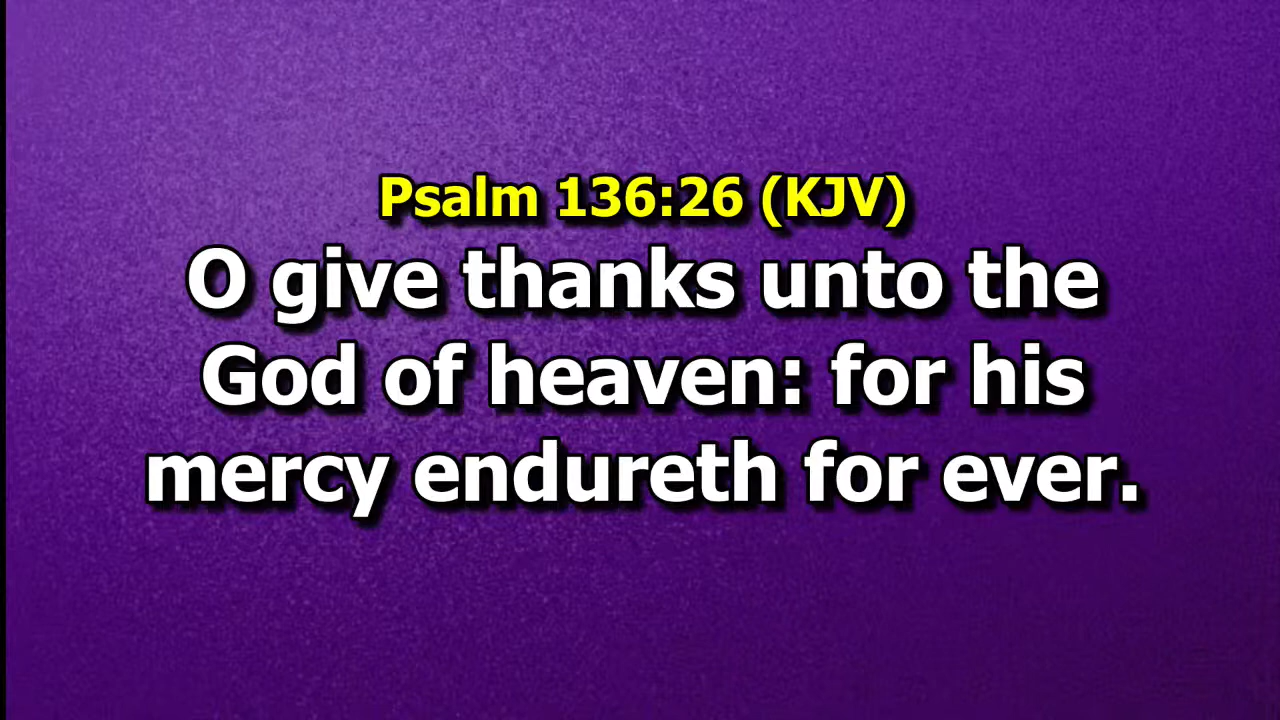 Psalm 136:26 (KJV)
O give thanks unto the
God of heaven: for his
mercy endureth for ever.